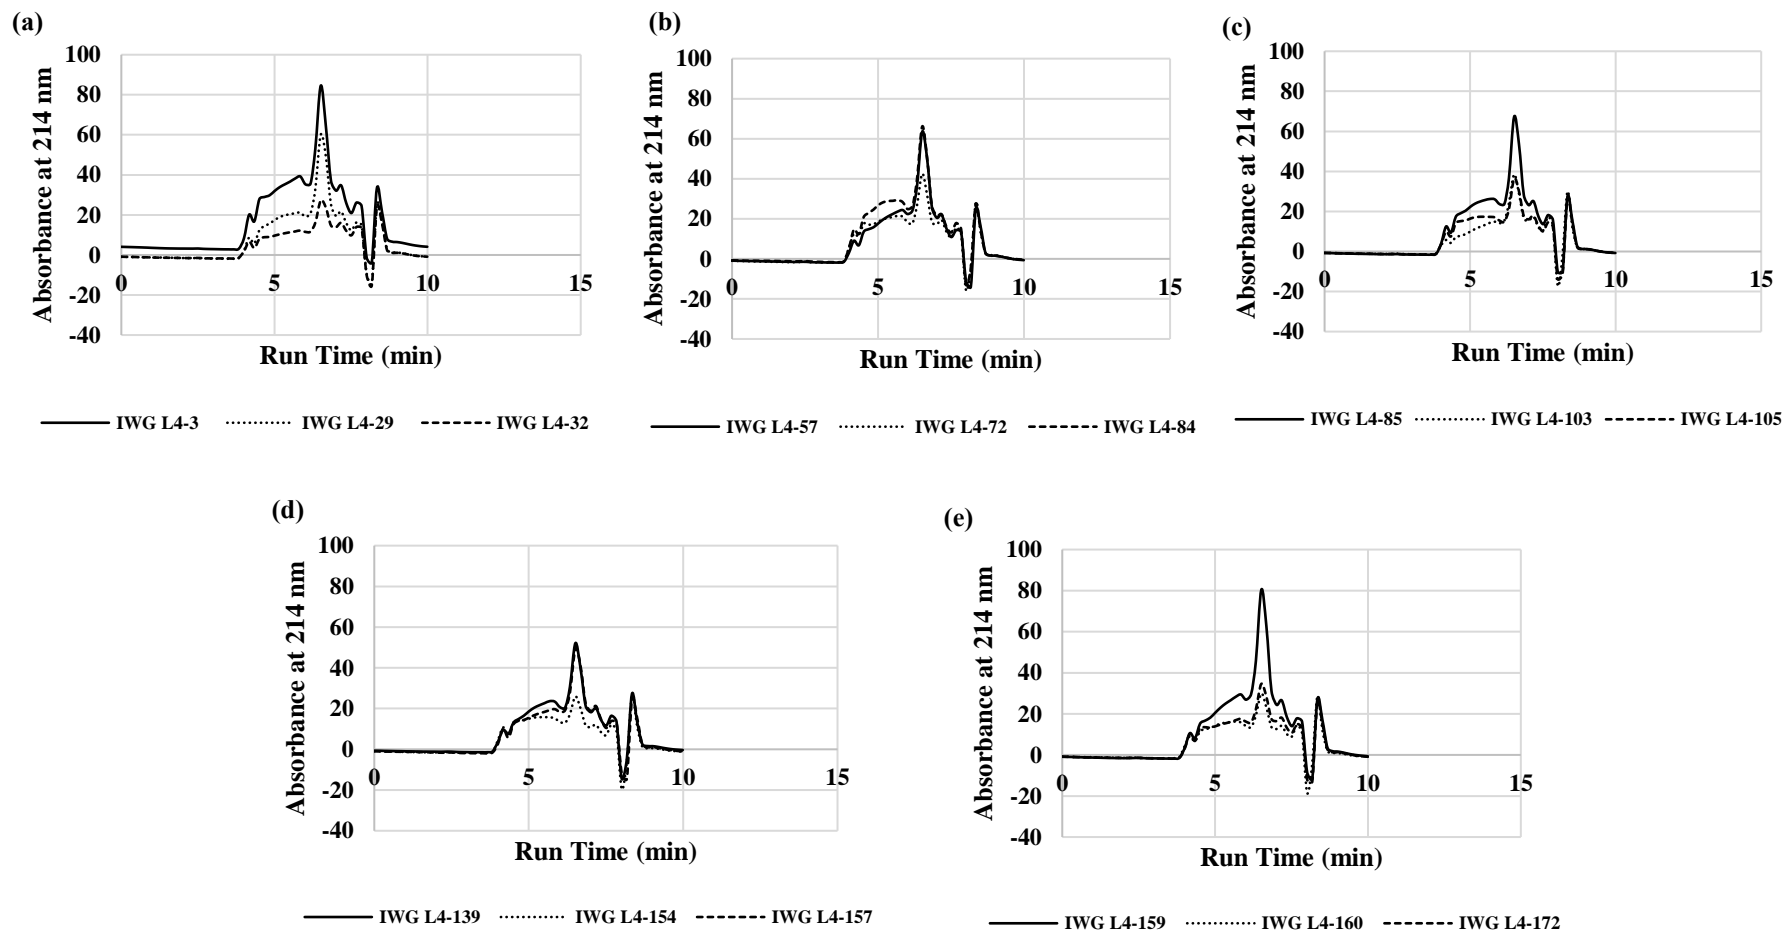 (a)
Absorbance at 214 nm
100
80
60
40
20
0
-20
-40
0 5 10 15
Run Time (min)
IWG L4-3 IWG L4-29 IWG L4-32
(b)
Absorbance at 214 nm
100
80
60
40
20
0
-20
-40
0 5 10 15
Run Time (min)
IWG L4-57 IWG L4-72 IWG L4-84
(c)
Absorbance at 214 nm
100
80
60
40
20
0
-20
-40
0 5 10 15
Run Time (min)
IWG L4-85 IWG L4-103 IWG L4-105
(d)
Absorbance at 214 nm
100
80
60
40
20
0
-20
-40
0 5 10 15
Run Time (min)
IWG L4-139 IWG L4-154 IWG L4-157
(e)
Absorbance at 214 nm
100
80
60
40
20
0
-20
-40
0 5 10 15
Run Time (min)
IWG L4-159 IWG L4-160 IWG L4-172